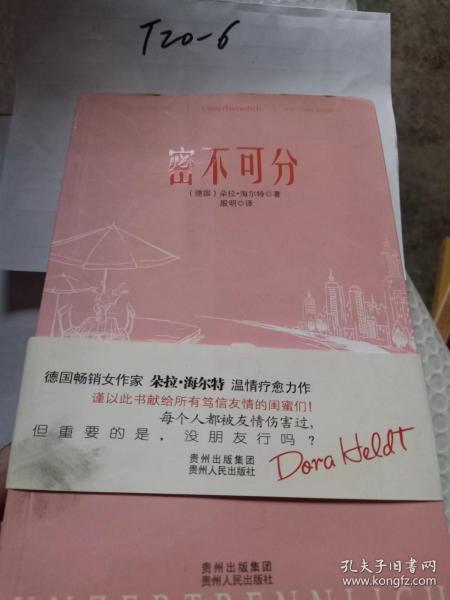 T20-6
Unzertrennlich
密不可分
（德国）朵拉·海尔特◇著
殷明◇译
德国畅销女作家 朵拉·海尔特 温情疗愈力作
谨以此书献给所有笃信友情的闺蜜们！
每个人都被友情伤害过，
但重要的是，没朋友行吗？
贵州出版集团
贵州人民出版社
Dora Heldt
贵州出版集团
贵州人民出版社
UNZERTRENNLICH
孔夫子旧书网
www.kongfz.com